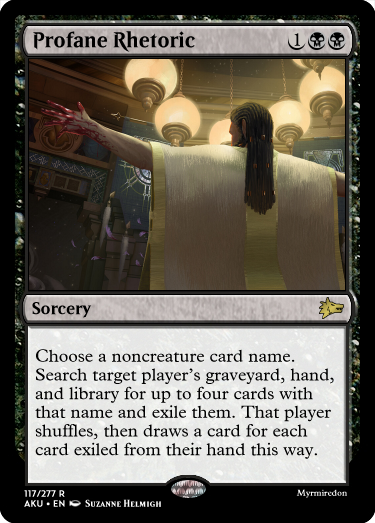 Profane Rhetoric 1
Sorcery
Choose a noncreature card name.
Search target player's graveyard, hand,
and library for up to four cards with
that name and exile them. That player
shuffles, then draws a card for each
card exiled from their hand this way.
117/277 R
AKU • EN Suzanne Helmigh
Myrmiredon